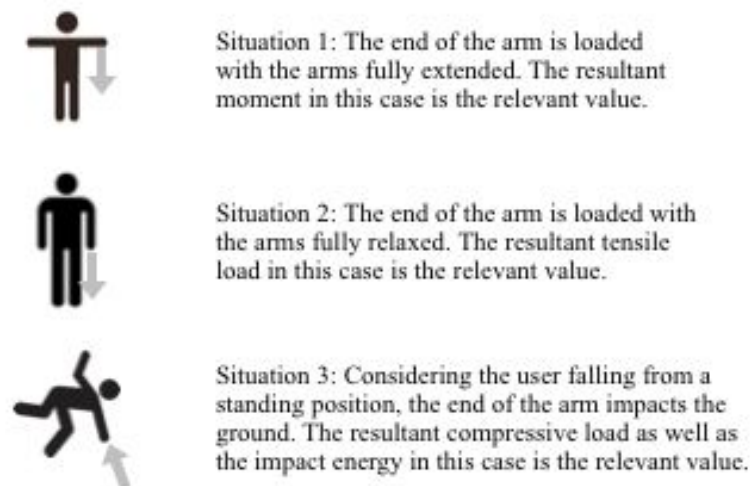 Situation 1: The end of the arm is loaded
with the arms fully extended. The resultant
moment in this case is the relevant value.
Situation 2: The end of the arm is loaded with
the arms fully relaxed. The resultant tensile
load in this case is the relevant value.
Situation 3: Considering the user falling from a
standing position, the end of the arm impacts the
ground. The resultant compressive load as well as
the impact energy in this case is the relevant value.